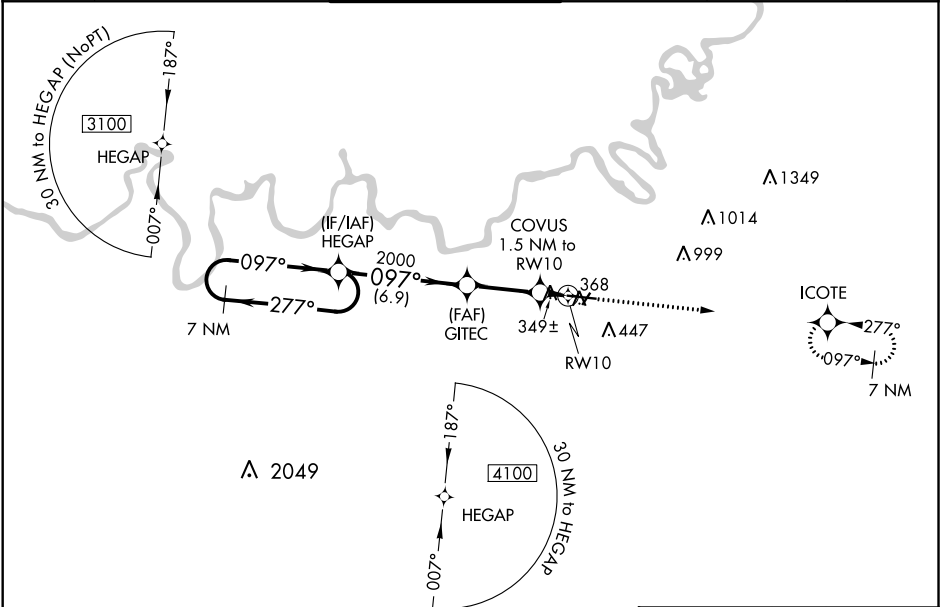 30 NM to HEGAP (NoPT)
187°
3100
HEGAP
007°
1349
1014
999
(IF/IAF)
HEGAP
COVUS
1.5 NM to
RW10
097°
2000
097°
(6.9)
277°
7 NM
(FAF)
GITEC
368
349±
447
RW10
ICOTE
277°
097°
7 NM
187°
2049
4100
HEGAP
30 NM to HEGAP
007°